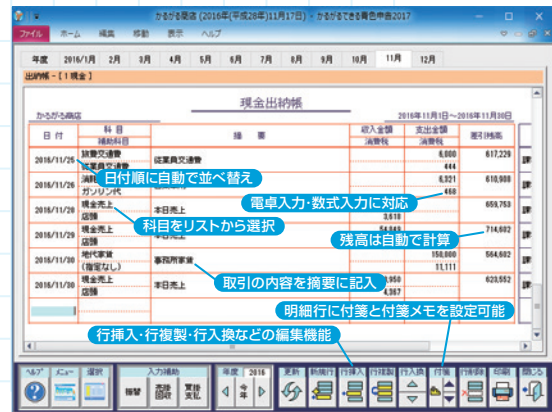 かるがる商店 (2016年(平成28年)11月17日) - かるがるできる青色申告2017
ファイル ホーム 編集 移動 表示 ヘルプ
年度 2016/1月 2月 3月 4月 5月 6月 7月 8月 9月 10月 11月 12月
出納帳 - [ 1 現金 ]
現金出納帳
かるがる商店 2016年11月1日～2016年11月30日
日 付 科 目 摘 要 収入金額 支出金額 差引残高
補助科目 消費税 消費税
2016/11/25 旅費交通費 従業員交通費 6,000 617,229
従業員交通費 444
日付順に自動で並べ替え
2016/11/26 6,321 610,908
ガソリン代 468
電卓入力・数式入力に対応
2016/11/28 現金売上 本日売上 659,753
店頭 3,618
科目をリストから選択
2016/11/29 現金売上 本日売上 54,849 714,602
店頭
残高は自動で計算
2016/11/30 地代家賃 事務所家賃 150,000 564,602
(指定なし) 11,111
2016/11/30 現金売上 本日売上 623,552
店頭 4,367
取引の内容を摘要に記入
明細行に付箋と付箋メモを設定可能
行挿入・行複製・行入換などの編集機能
ヘルプ メニュー 選択 入力補助 年度 2016 更新 新規行 行挿入 行複製 行入換 付箋 行削除 印刷 閉じる
振替 売掛回収 買掛支払 今年